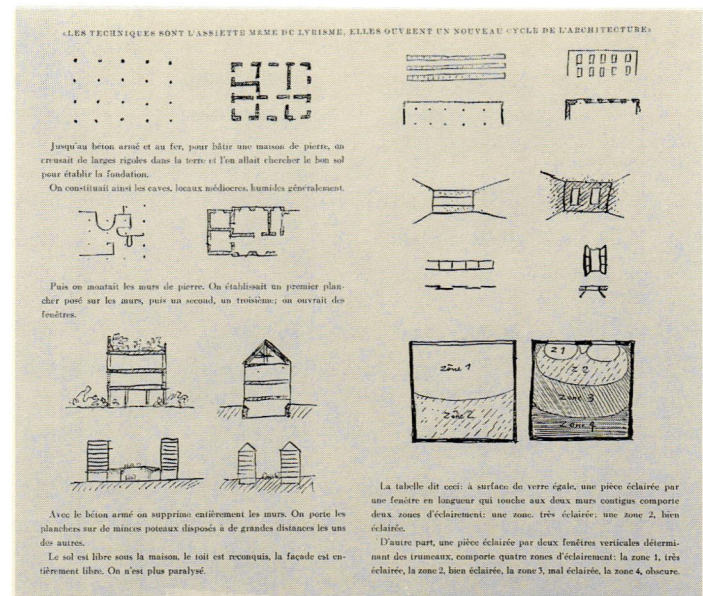 «LES TECHNIQUES SONT L'ASSIETTE MÊME DU LYRISME, ELLES OUVRENT UN NOUVEAU CYCLE DE L'ARCHITECTURE»
Jusqu'au béton armé et au fer, pour bâtir une maison de pierre, on
creusait de larges rigoles dans la terre et l'on allait chercher le bon sol
pour établir la fondation.
On constituait ainsi les caves, locaux médiocres, humides généralement.
Puis on montait les murs de pierre. On établissait un premier plan-
cher posé sur les murs, puis un second, un troisième; on ouvrait des
fenêtres.
Avec le béton armé on supprime entièrement les murs. On porte les
planchers sur de minces poteaux disposés à de grandes distances les uns
des autres.
Le sol est libre sous la maison, le toit est reconquis, la façade est en-
tièrement libre. On n'est plus paralysé.
zône 1
zône 2
Z1
Z2
Zone 3
Zone 4
La tabelle dit ceci: à surface de verre égale, une pièce éclairée par
une fenêtre en longueur qui touche aux deux murs contigus comporte
deux zones d'éclairement: une zone, très éclairée; une zone 2, bien
éclairée.
D'autre part, une pièce éclairée par deux fenêtres verticales détermi-
nant des trumeaux, comporte quatre zones d'éclairement: la zone 1, très
éclairée, la zone 2, bien éclairée, la zone 3, mal éclairée, la zone 4, obscure.